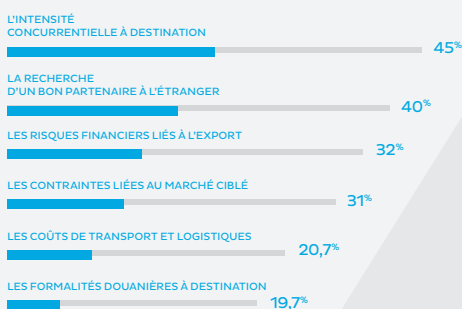 L'INTENSITÉ
CONCURRENTIELLE À DESTINATION
45%
LA RECHERCHE
D'UN BON PARTENAIRE À L'ÉTRANGER
40%
LES RISQUES FINANCIERS LIÉS À L'EXPORT
32%
LES CONTRAINTES LIÉES AU MARCHÉ CIBLÉ
31%
LES COÛTS DE TRANSPORT ET LOGISTIQUES
20,7%
LES FORMALITÉS DOUANIÈRES À DESTINATION
19,7%